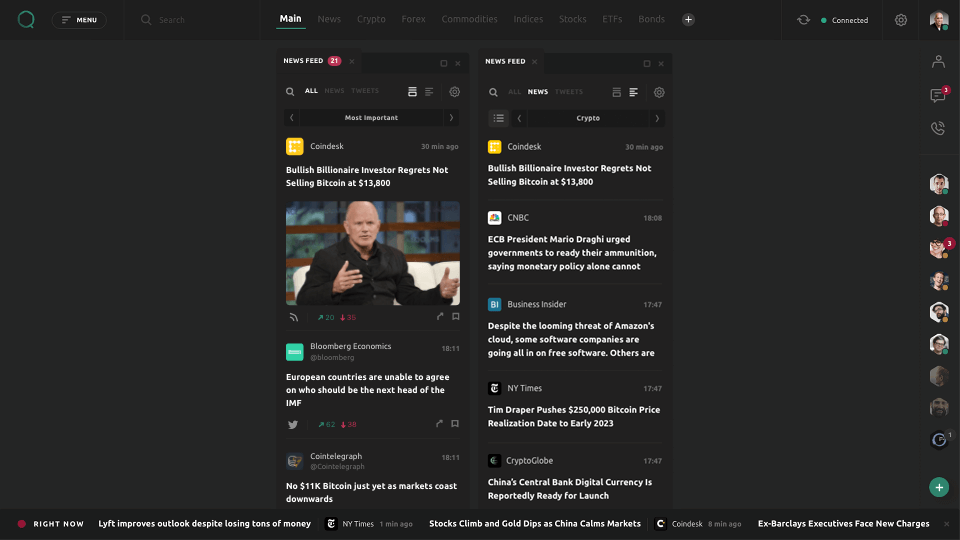 MENU
Search
Main News Crypto Forex Commodities Indices Stocks ETFs Bonds
Connected
NEWS FEED 21
ALL NEWS TWEETS
Most Important
Coindesk 30 min ago
Bullish Billionaire Investor Regrets Not
Selling Bitcoin at $13,800
20 35
Bloomberg Economics 18:11
@bloomberg
European countries are unable to agree
on who should be the next head of the
IMF
62 38
Cointelegraph 18:11
@Cointelegraph
No $11K Bitcoin just yet as markets coast
downwards
NEWS FEED
ALL NEWS TWEETS
Crypto
Coindesk 30 min ago
Bullish Billionaire Investor Regrets Not
Selling Bitcoin at $13,800
CNBC 18:08
ECB President Mario Draghi urged
governments to ready their ammunition,
saying monetary policy alone cannot
BI Business Insider 17:47
Despite the looming threat of Amazon's
cloud, some software companies are
going all in on free software. Others are
NY Times 17:47
Tim Draper Pushes $250,000 Bitcoin Price
Realization Date to Early 2023
CryptoGlobe 17:47
China's Central Bank Digital Currency Is
Reportedly Ready for Launch
3
3
1
RIGHT NOW Lyft improves outlook despite losing tons of money NY Times 1 min ago Stocks Climb and Gold Dips as China Calms Markets Coindesk 8 min ago Ex-Barclays Executives Face New Charges